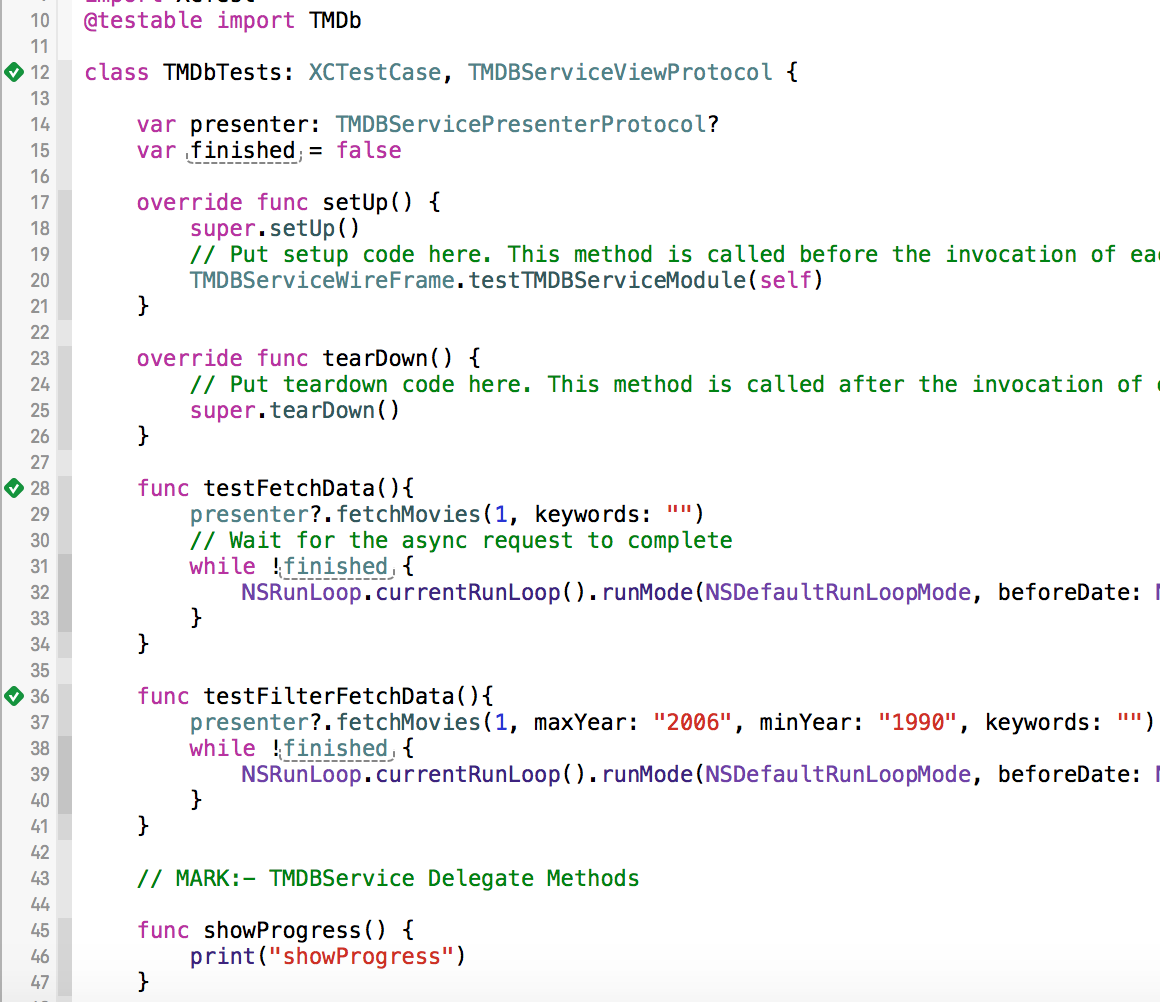 10 @testable import TMDb
11
12 class TMDbTests: XCTestCase, TMDBServiceViewProtocol {
13
14 var presenter: TMDBServicePresenterProtocol?
15 var finished = false
16
17 override func setUp() {
18 super.setUp()
19 // Put setup code here. This method is called before the invocation of
20 TMDBServiceWireFrame.testTMDBServiceModule(self)
21 }
22
23 override func tearDown() {
24 // Put teardown code here. This method is called after the invocation of
25 super.tearDown()
26 }
27
28 func testFetchData(){
29 presenter?.fetchMovies(1, keywords: "")
30 // Wait for the async request to complete
31 while !finished {
32 NSRunLoop.currentRunLoop().runMode(NSDefaultRunLoopMode, beforeDate:
33 }
34 }
35
36 func testFilterFetchData(){
37 presenter?.fetchMovies(1, maxYear: "2006", minYear: "1990", keywords: "")
38 while !finished {
39 NSRunLoop.currentRunLoop().runMode(NSDefaultRunLoopMode, beforeDate:
40 }
41 }
42
43 // MARK:- TMDBService Delegate Methods
44
45 func showProgress() {
46 print("showProgress")
47 }